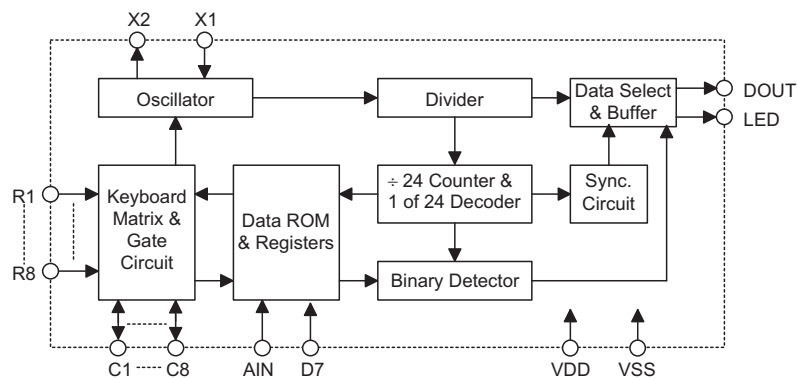 X2 X1
Oscillator
Divider
Data Select
& Buffer
DOUT
LED
R1
R8
Keyboard
Matrix &
Gate
Circuit
Data ROM
& Registers
÷ 24 Counter &
1 of 24 Decoder
Sync.
Circuit
Binary Detector
C1 C8 AIN D7 VDD VSS